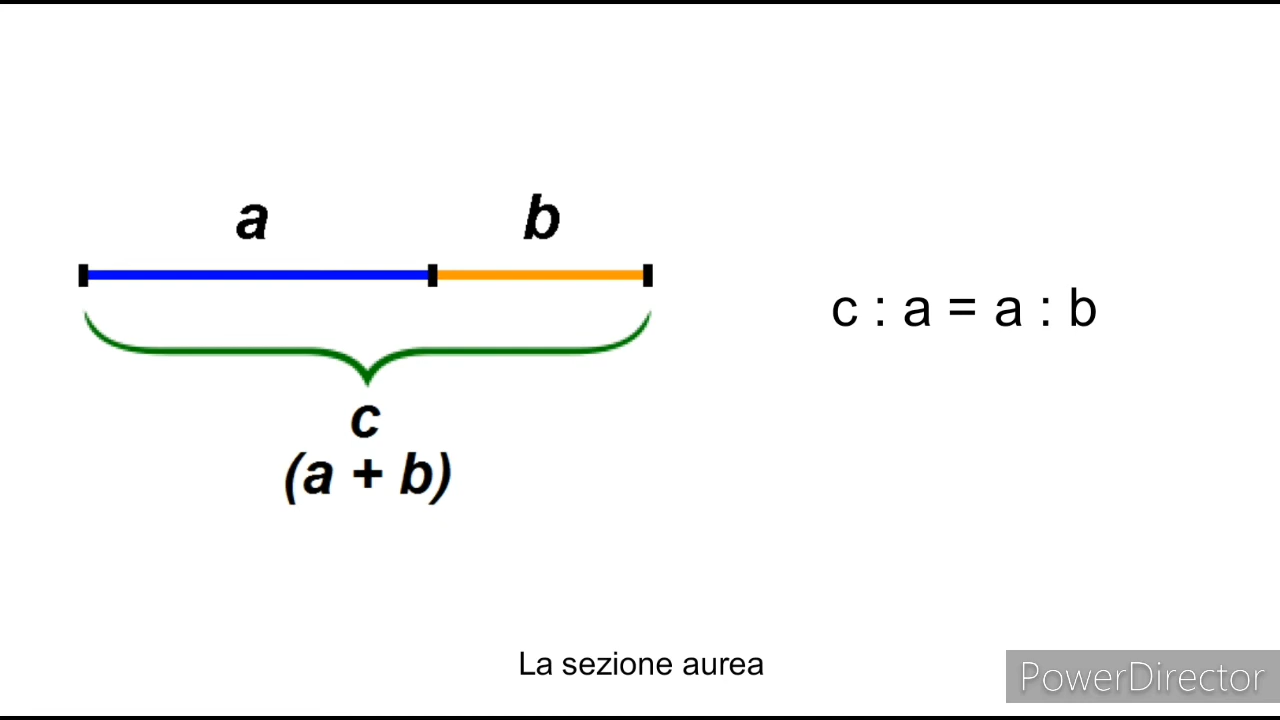 a b
c : a = a : b
c
(a + b)
La sezione aurea
PowerDirector